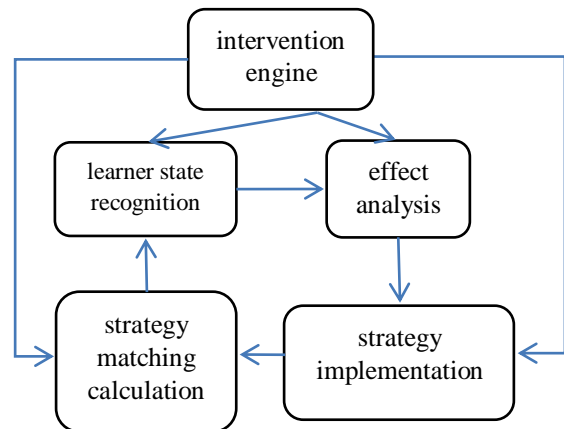 intervention
engine
learner state
recognition
effect
analysis
strategy
matching
calculation
strategy
implementation